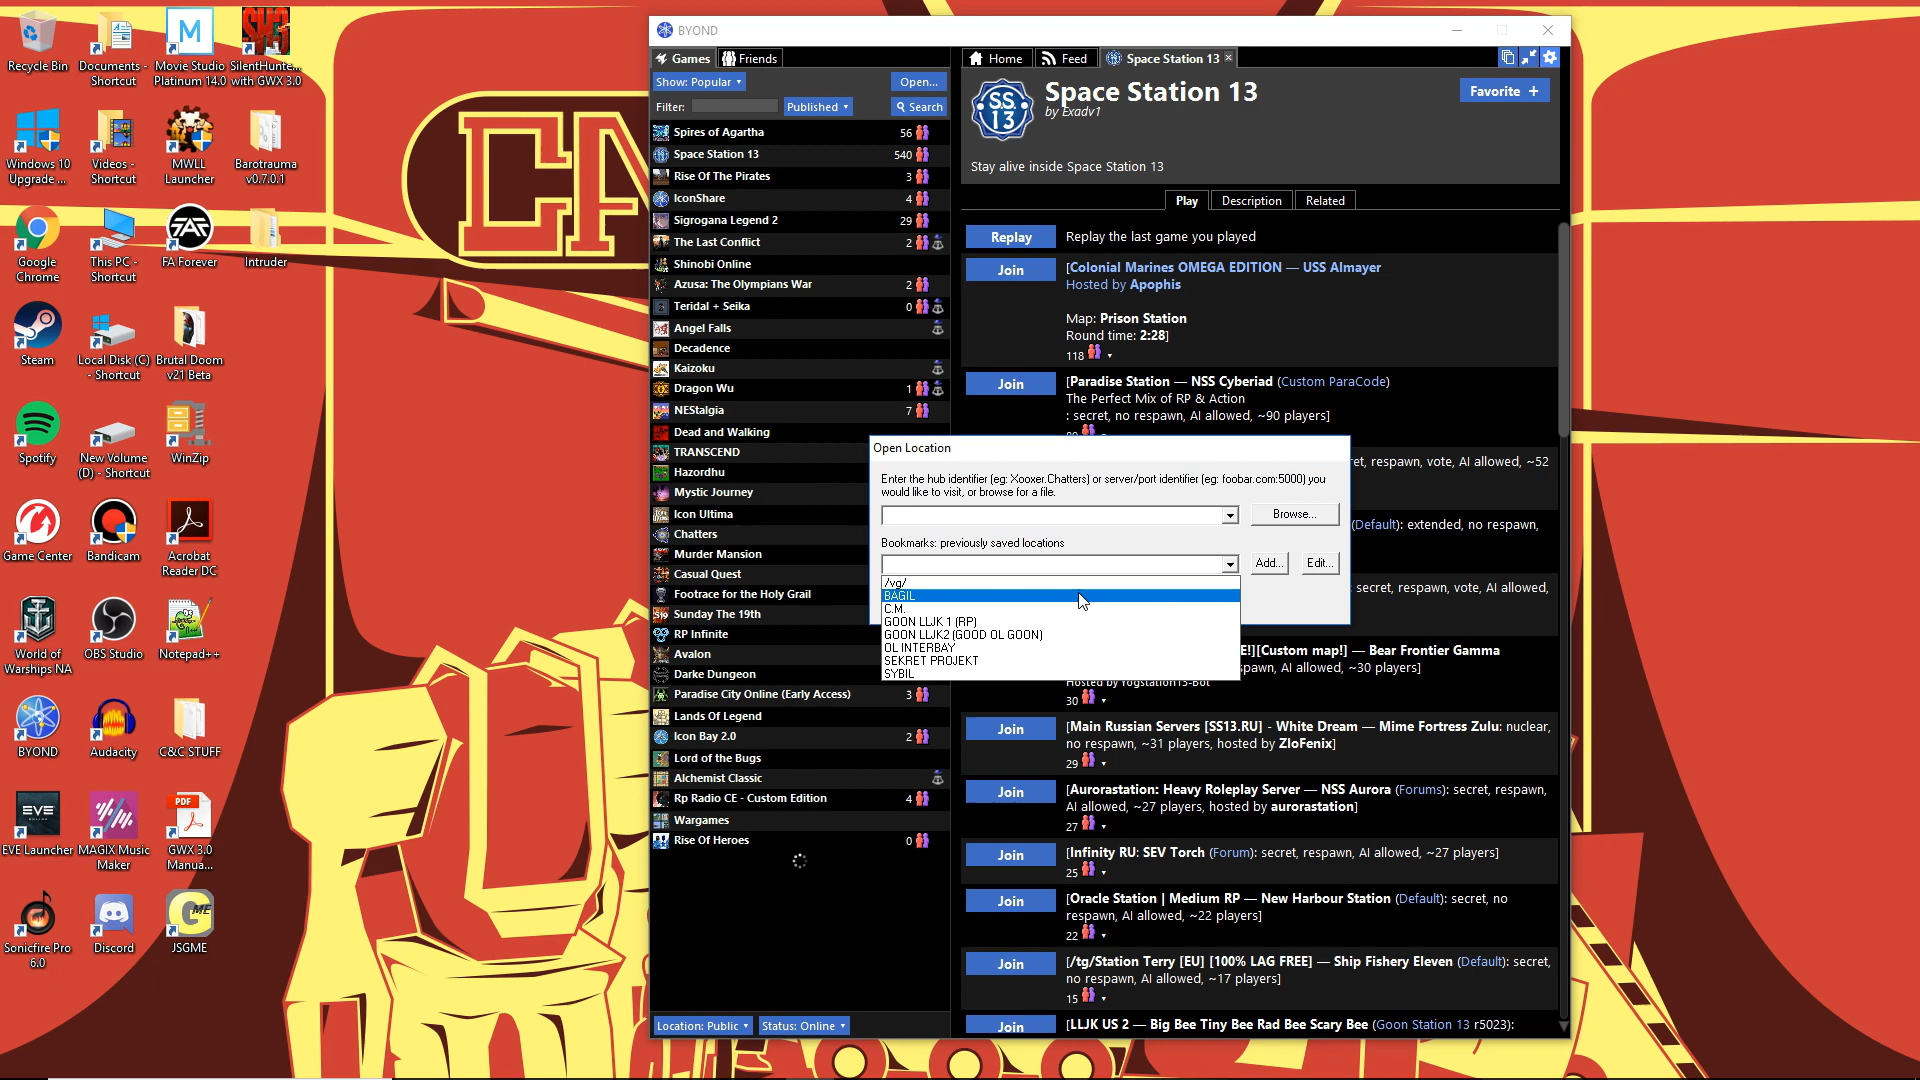 Recycle Bin
Documents -
Shortcut
Movie Studio
Platinum 14.0
SilentHunte...
with GWX 3.0
Windows 10
Upgrade ...
Videos -
Shortcut
MWLL
Launcher
Barotrauma
v0.7.0.1
Google
Chrome
This PC -
Shortcut
FA Forever
Intruder
Steam
Local Disk (C)
- Shortcut
Brutal Doom
v21 Beta
Spotify
New Volume
(D) - Shortcut
WinZip
Game Center
Bandicam
Acrobat
Reader DC
World of
Warships NA
OBS Studio
Notepad++
BYOND
Audacity
C&C STUFF
EVE Launcher
MAGIX Music
Maker
GWX 3.0
Manua...
Sonicfire Pro
6.0
Discord
JSGME
M
SH3
FAF
EVE
PDF
ME
BYOND
Games
Friends
Show: Popular
Open...
Filter:
Published
Search
Spires of Agartha 56
Space Station 13 540
Rise Of The Pirates 3
IconShare 4
Sigrogana Legend 2 29
The Last Conflict 2
Shinobi Online
Azusa: The Olympians War 2
Teridal + Seika 0
Angel Falls
Decadence
Kaizoku
Dragon Wu 1
NEStalgia 7
Dead and Walking
TRANSCEND
Hazordhu
Mystic Journey
Icon Ultima
Chatters
Murder Mansion
Casual Quest
Footrace for the Holy Grail
Sunday The 19th
RP Infinite
Avalon
Darke Dungeon
Paradise City Online (Early Access) 3
Lands Of Legend
Icon Bay 2.0 2
Lord of the Bugs
Alchemist Classic
Rp Radio CE - Custom Edition 4
Wargames
Rise Of Heroes 0
Location: Public
Status: Online
Home
Feed
Space Station 13
S.S.
13
Space Station 13
by Exadv1
Favorite +
Stay alive inside Space Station 13
Play
Description
Related
Replay
Replay the last game you played
Join
[Colonial Marines OMEGA EDITION — USS Almayer
Hosted by Apophis
Map: Prison Station
Round time: 2:28]
118
Join
[Paradise Station — NSS Cyberiad (Custom ParaCode)
The Perfect Mix of RP & Action
: secret, no respawn, AI allowed, ~90 players]
Open Location
Enter the hub identifier (eg: Xooxer.Chatters) or server/port identifier (eg: foobar.com:5000) you
would like to visit, or browse for a file.
Browse...
Bookmarks: previously saved locations
Add...
Edit...
/vg/
BAGIL
C.M.
GOON LLJK 1 (RP)
GOON LLJK2 (GOOD OL GOON)
OL INTERBAY
SEKRET PROJEKT
SYBIL
ret, respawn, vote, AI allowed, ~52
(Default): extended, no respawn,
: secret, respawn, vote, AI allowed,
E!][Custom map!] — Bear Frontier Gamma
spawn, AI allowed, ~30 players]
Hosted by Yogstation13-Bot
30
Join
[Main Russian Servers [SS13.RU] - White Dream — Mime Fortress Zulu: nuclear,
no respawn, ~31 players, hosted by ZloFenix]
29
Join
[Aurorastation: Heavy Roleplay Server — NSS Aurora (Forums): secret, respawn,
AI allowed, ~27 players, hosted by aurorastation]
27
Join
[Infinity RU: SEV Torch (Forum): secret, respawn, AI allowed, ~27 players]
25
Join
[Oracle Station | Medium RP — New Harbour Station (Default): secret, no
respawn, AI allowed, ~22 players]
22
Join
[/tg/Station Terry [EU] [100% LAG FREE] — Ship Fishery Eleven (Default): secret,
no respawn, AI allowed, ~17 players]
15
Join
[LLJK US 2 — Big Bee Tiny Bee Rad Bee Scary Bee (Goon Station 13 r5023):